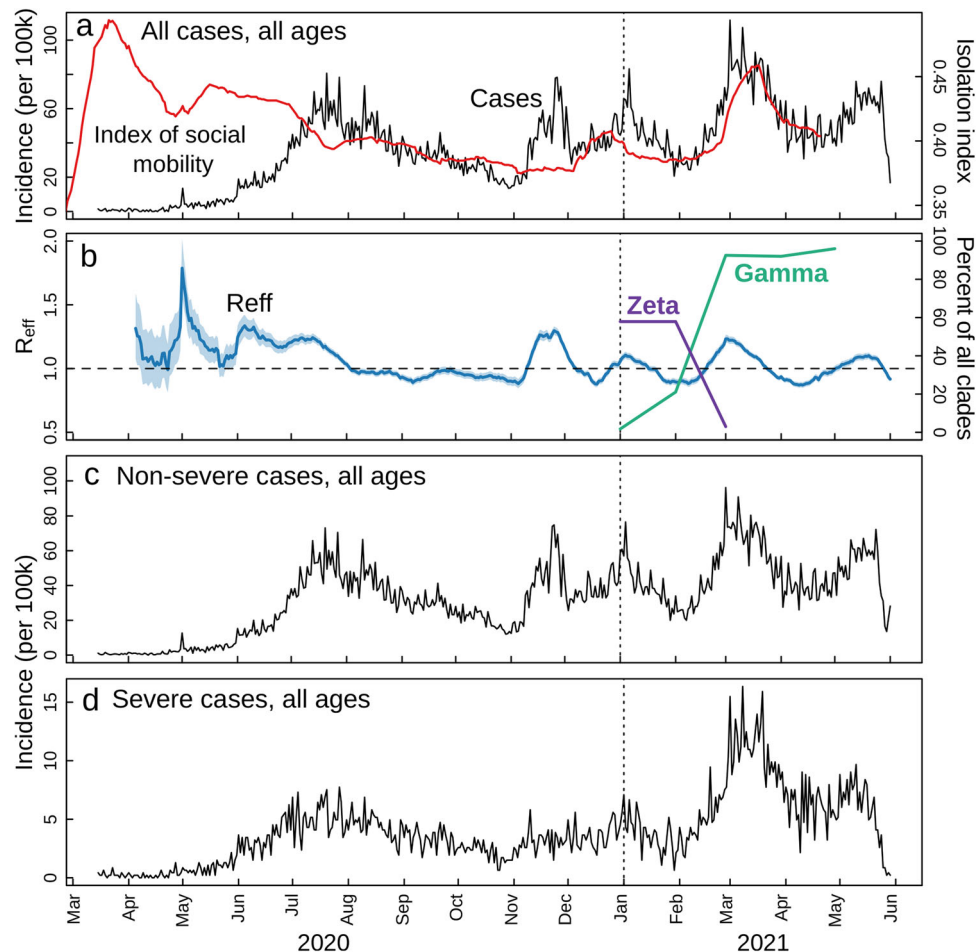 a
All cases, all ages
Index of social
mobility
Cases
Incidence (per 100k)
0
20
60
100
Isolation index
0.35
0.40
0.45
b
Reff
Zeta
Gamma
Reff
0.5
1.0
1.5
2.0
Percent of all clades
0
20
40
60
80
100
c Non-severe cases, all ages
0
20
40
60
80
100
Incidence (per 100k)
d Severe cases, all ages
0
5
10
15
Mar
Apr
May
Jun
Jul
Aug
Sep
Oct
Nov
Dec
Jan
Feb
Mar
Apr
May
Jun
2020
2021